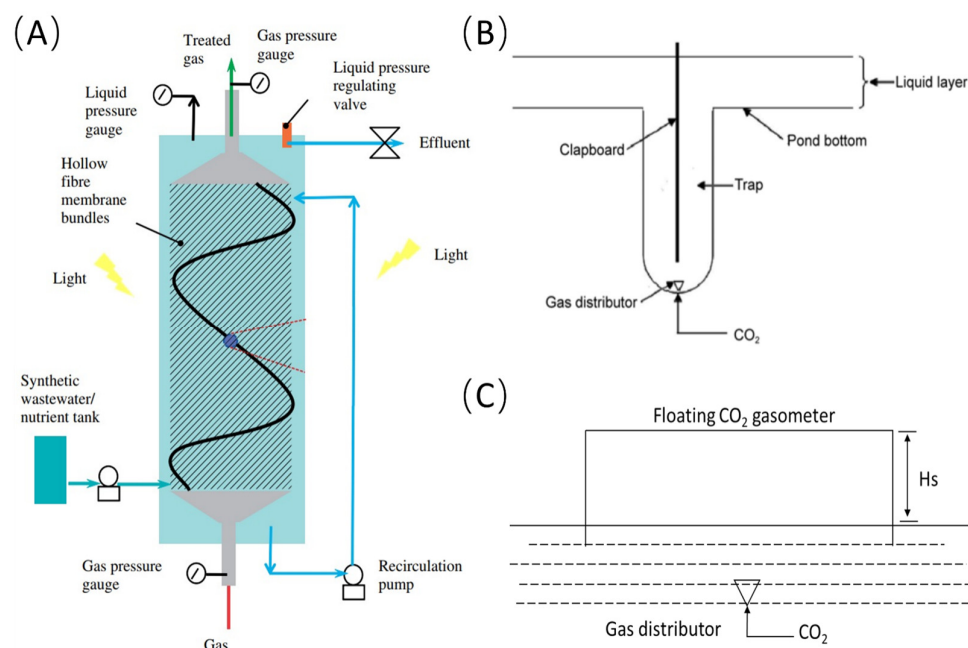 (A)
Treated
gas
Gas pressure
gauge
Liquid
pressure
gauge
Liquid pressure
regulating
valve
Effluent
Hollow
fibre
membrane
bundles
Light
Light
Synthetic
wastewater/
nutrient tank
Gas pressure
gauge
Recirculation
pump
Gas
(B)
Liquid layer
Clapboard
Pond bottom
Trap
Gas distributor
CO₂
(C)
Floating CO₂ gasometer
Hs
Gas distributor
CO₂